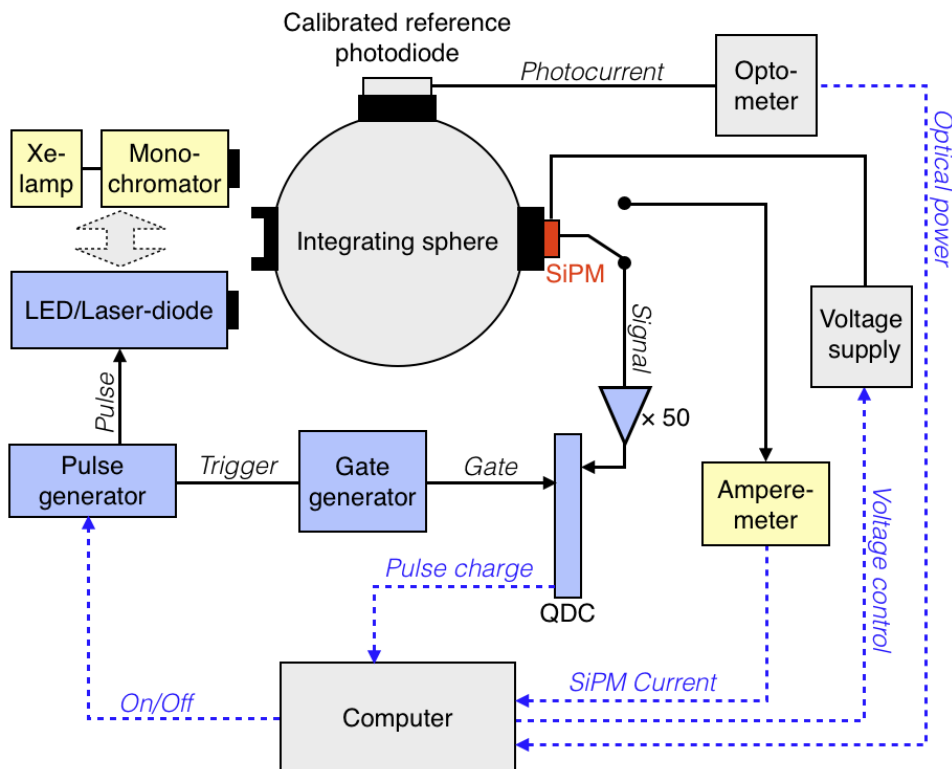 Calibrated reference
photodiode
Photocurrent
Opto-
meter
Optical power
Xe-
lamp
Mono-
chromator
Integrating sphere
SiPM
LED/Laser-diode
Signal
Voltage
supply
Pulse
× 50
Pulse
generator
Trigger
Gate
generator
Gate
Ampere-
meter
Voltage control
Pulse charge
QDC
On/Off
Computer
SiPM Current